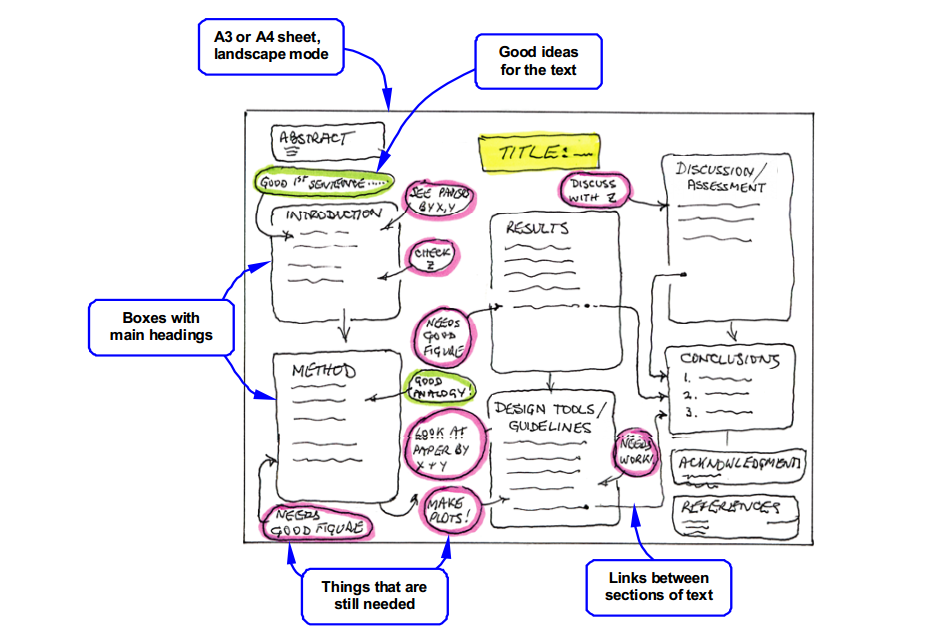 A3 or A4 sheet,
landscape mode
Good ideas
for the text
ABSTRACT
TITLE:
GOOD 1ST SENTENCE.....
INTRODUCTION
SEE PAPERS
BY X, Y
CHECK
Z
DISCUSS
WITH Z
DISCUSSION/
ASSESSMENT
RESULTS
Boxes with
main headings
NEEDS
GOOD
FIGURE
METHOD
GOOD
ANALOGY!
CONCLUSIONS
1.
2.
3.
DESIGN TOOLS/
GUIDELINES
LOOK AT
PAPER BY
X + Y
NEEDS
WORK!
ACKNOWLEDGMENTS
REFERENCES
MAKE
PLOTS!
NEEDS
GOOD FIGURE
Things that are
still needed
Links between
sections of text